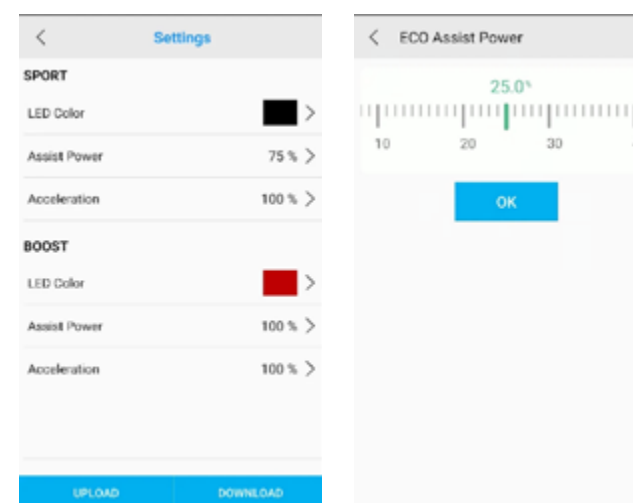 Settings
SPORT
LED Color
Assist Power 75 %
Acceleration 100 %
BOOST
LED Color
Assist Power 100 %
Acceleration 100 %
UPLOAD DOWNLOAD
ECO Assist Power
25.0%
10 20 30
OK